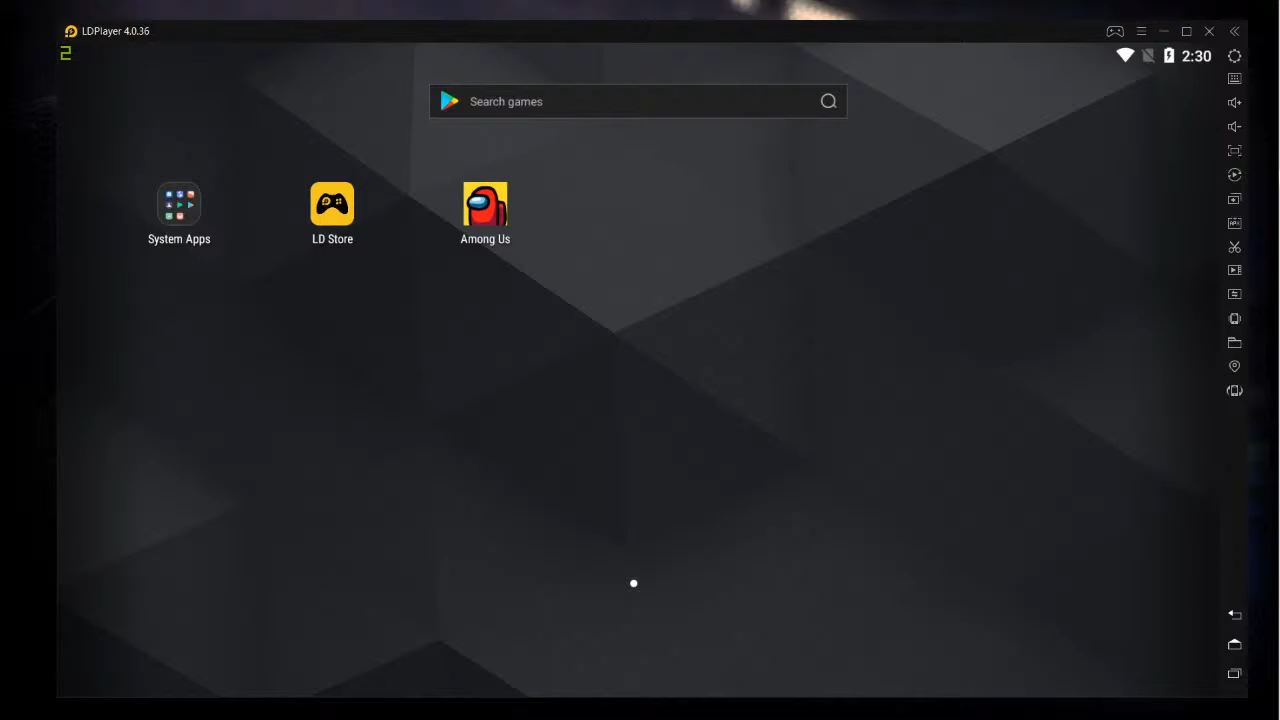 LDPlayer 4.0.36
2
2:30
Search games
System Apps
LD Store
Among Us